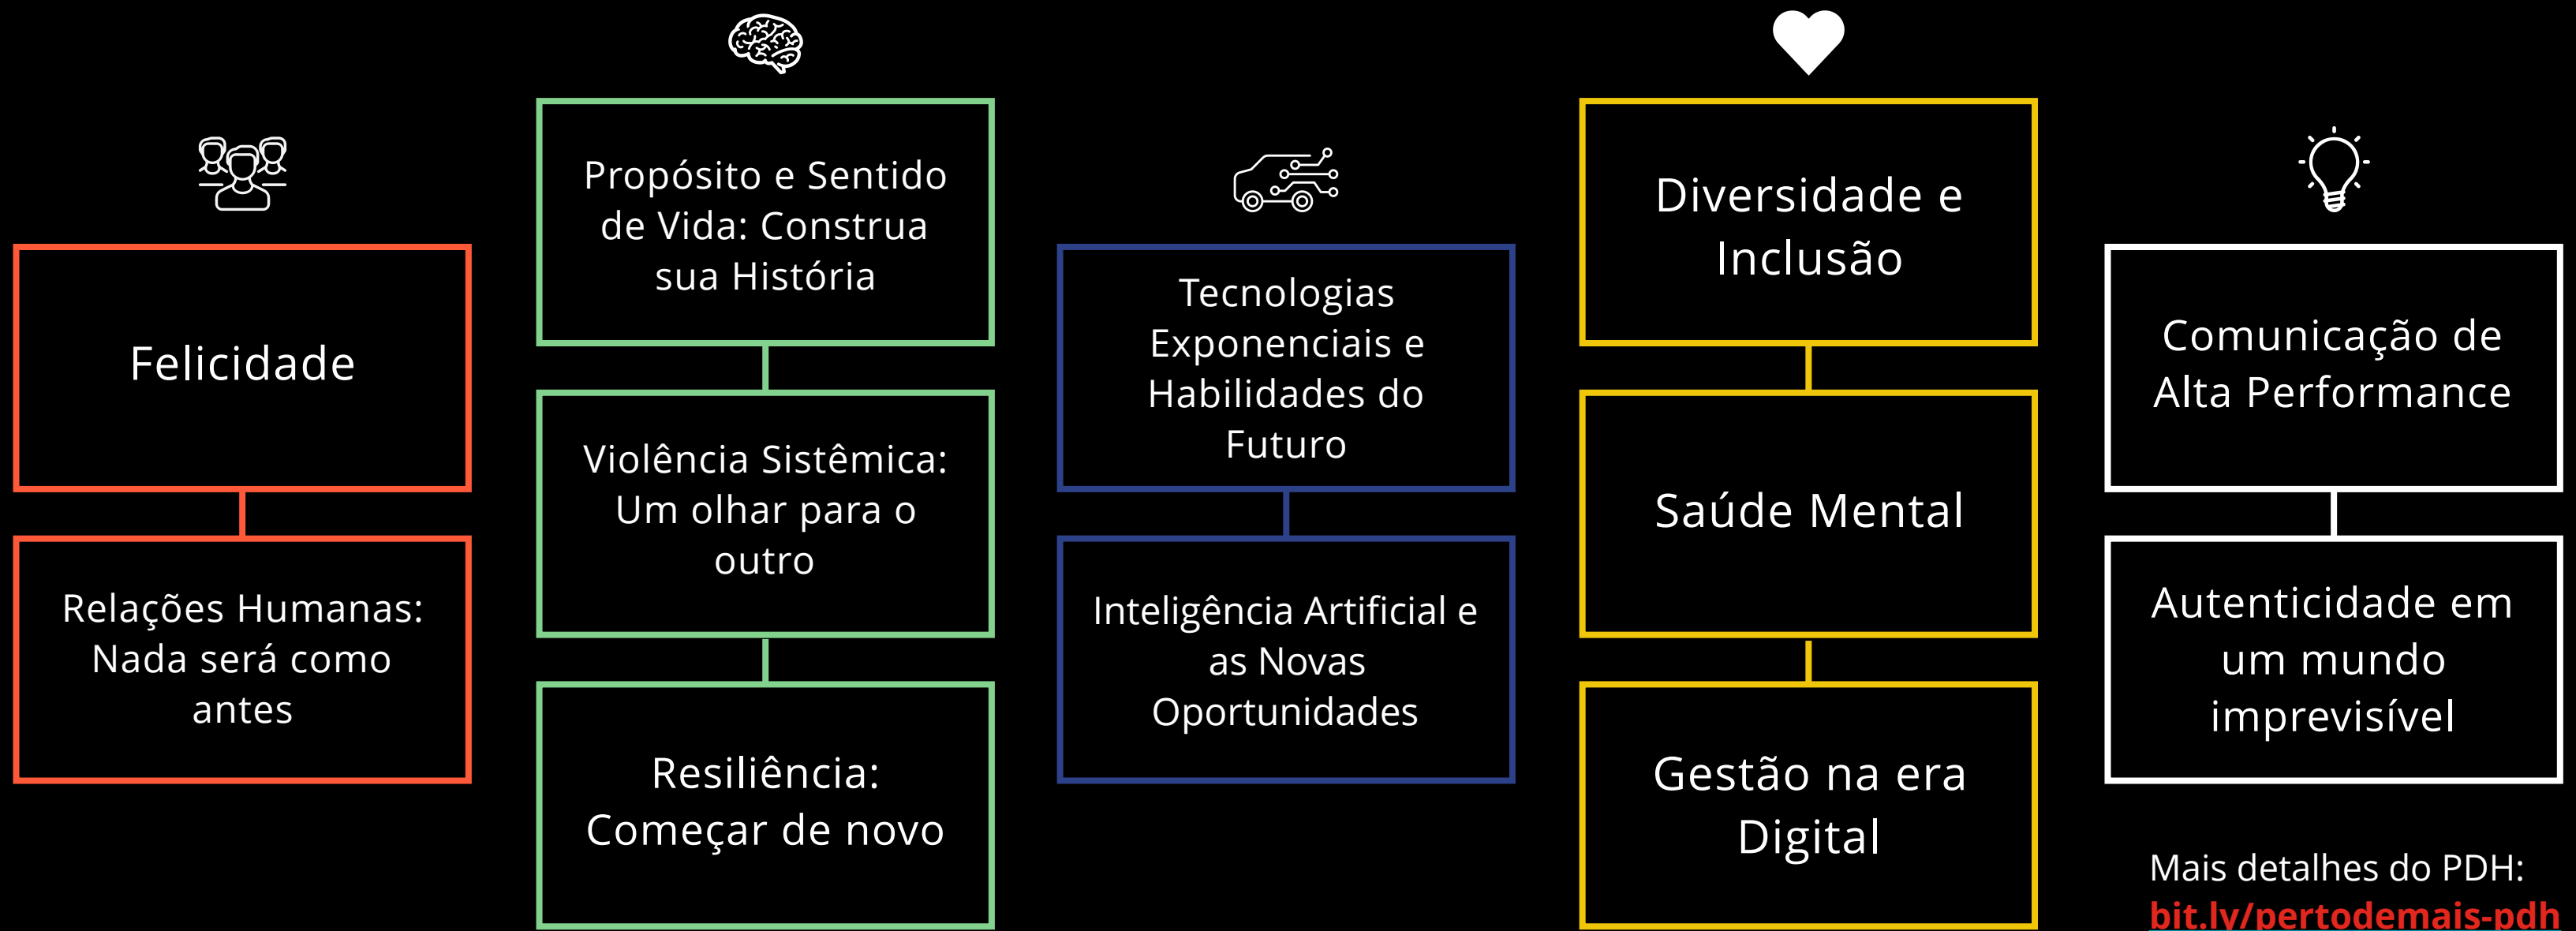 Felicidade
Relações Humanas:
Nada será como
antes
Propósito e Sentido
de Vida: Construa
sua História
Violência Sistêmica:
Um olhar para o
outro
Resiliência:
Começar de novo
Tecnologias
Exponenciais e
Habilidades do
Futuro
Inteligência Artificial e
as Novas
Oportunidades
Diversidade e
Inclusão
Saúde Mental
Gestão na era
Digital
Comunicação de
Alta Performance
Autenticidade em
um mundo
imprevisível
Mais detalhes do PDH:
bit.ly/pertodemais-pdh